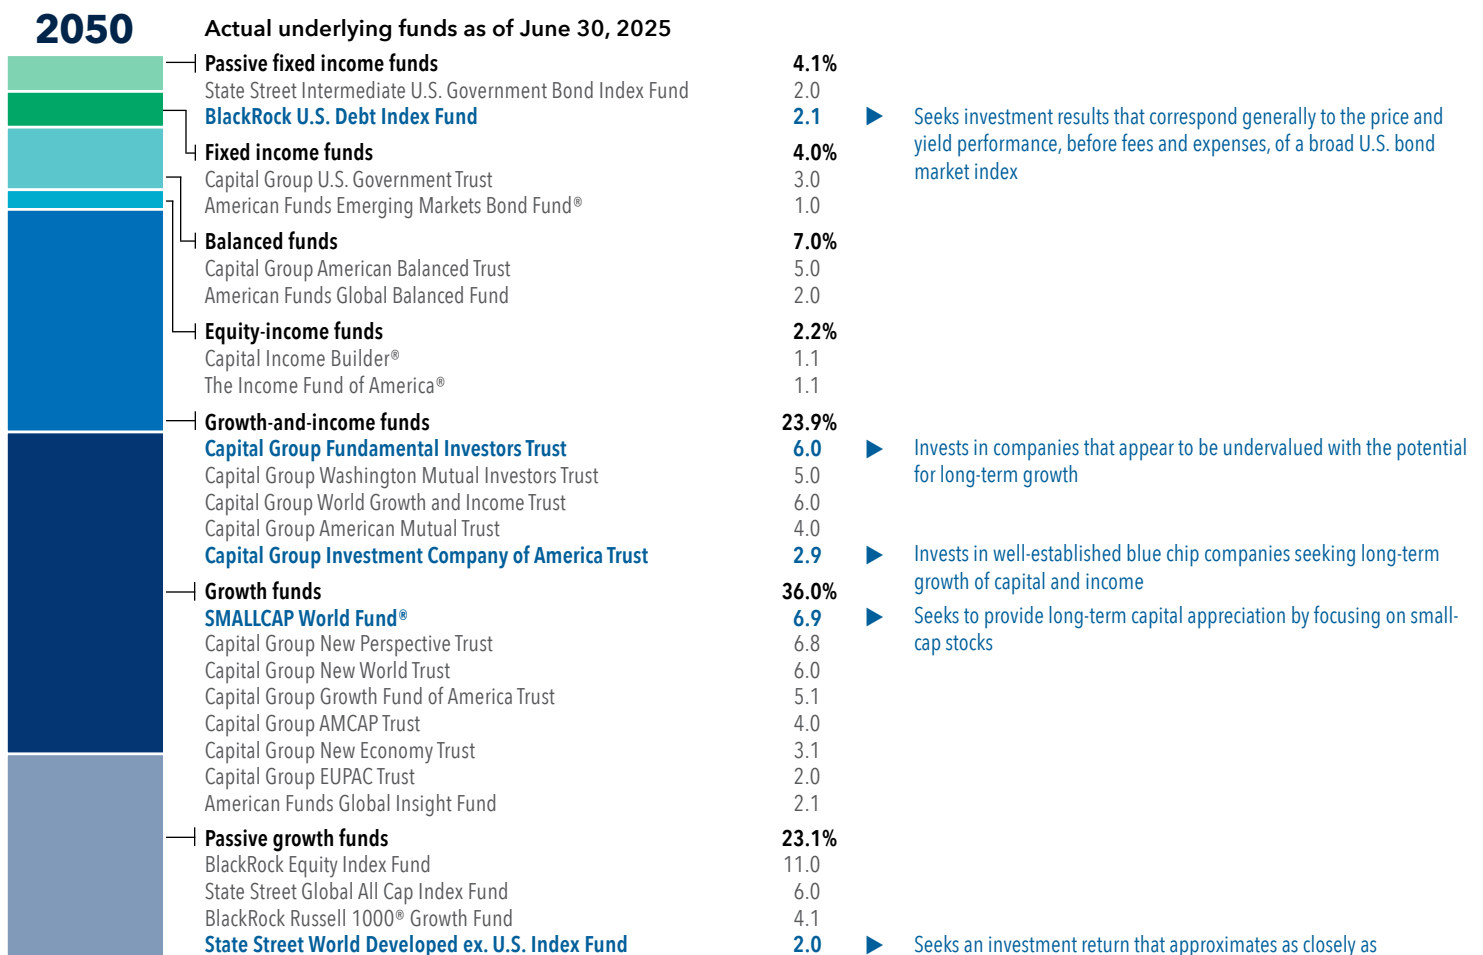 2050
Actual underlying funds as of June 30, 2025
Passive fixed income funds 4.1%
State Street Intermediate U.S. Government Bond Index Fund 2.0
BlackRock U.S. Debt Index Fund 2.1 ▶ Seeks investment results that correspond generally to the price and
yield performance, before fees and expenses, of a broad U.S. bond
market index
Fixed income funds 4.0%
Capital Group U.S. Government Trust 3.0
American Funds Emerging Markets Bond Fund® 1.0
Balanced funds 7.0%
Capital Group American Balanced Trust 5.0
American Funds Global Balanced Fund 2.0
Equity-income funds 2.2%
Capital Income Builder® 1.1
The Income Fund of America® 1.1
Growth-and-income funds 23.9%
Capital Group Fundamental Investors Trust 6.0 ▶ Invests in companies that appear to be undervalued with the potential
for long-term growth
Capital Group Washington Mutual Investors Trust 5.0
Capital Group World Growth and Income Trust 6.0
Capital Group American Mutual Trust 4.0
Capital Group Investment Company of America Trust 2.9 ▶ Invests in well-established blue chip companies seeking long-term
growth of capital and income
Growth funds 36.0%
SMALLCAP World Fund® 6.9 ▶ Seeks to provide long-term capital appreciation by focusing on small-
cap stocks
Capital Group New Perspective Trust 6.8
Capital Group New World Trust 6.0
Capital Group Growth Fund of America Trust 5.1
Capital Group AMCAP Trust 4.0
Capital Group New Economy Trust 3.1
Capital Group EUPAC Trust 2.0
American Funds Global Insight Fund 2.1
Passive growth funds 23.1%
BlackRock Equity Index Fund 11.0
State Street Global All Cap Index Fund 6.0
BlackRock Russell 1000® Growth Fund 4.1
State Street World Developed ex. U.S. Index Fund 2.0 ▶ Seeks an investment return that approximates as closely as